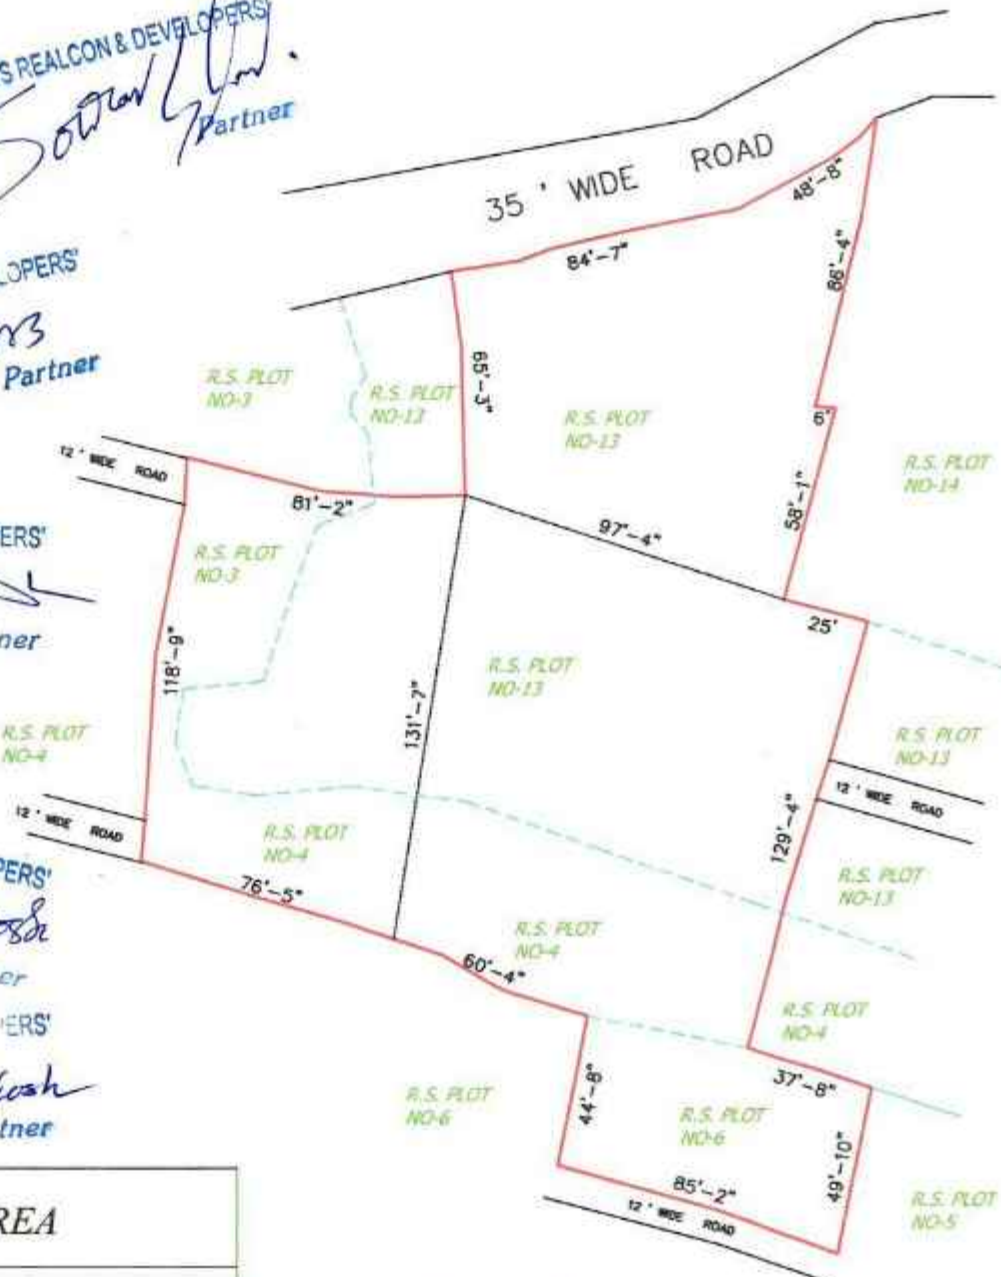 S REALCON & DEVELOPERS'
Partner
35 ' WIDE ROAD
48'-8"
84'-7"
86'-4"
LOPERS'
Partner
R.S. PLOT
NO-3
R.S. PLOT
NO-13
65'-3"
R.S. PLOT
NO-13
6'
R.S. PLOT
NO-14
12 ' WIDE ROAD
81'-2"
58'-1"
97'-4"
ERS'
R.S. PLOT
NO-3
ner
25'
118'-9"
R.S. PLOT
NO-13
131'-7"
R.S. PLOT
NO-4
R.S. PLOT
NO-13
12 ' WIDE ROAD
129'-4"
12 ' WIDE ROAD
R.S. PLOT
NO-4
R.S. PLOT
NO-13
PERS'
76'-5"
R.S. PLOT
NO-4
60'-4"
er
R.S. PLOT
NO-4
PERS'
37'-8"
44'-8"
R.S. PLOT
NO-6
R.S. PLOT
NO-6
tner
49'-10"
85'-2"
12 ' WIDE ROAD
R.S. PLOT
NO-5
REA